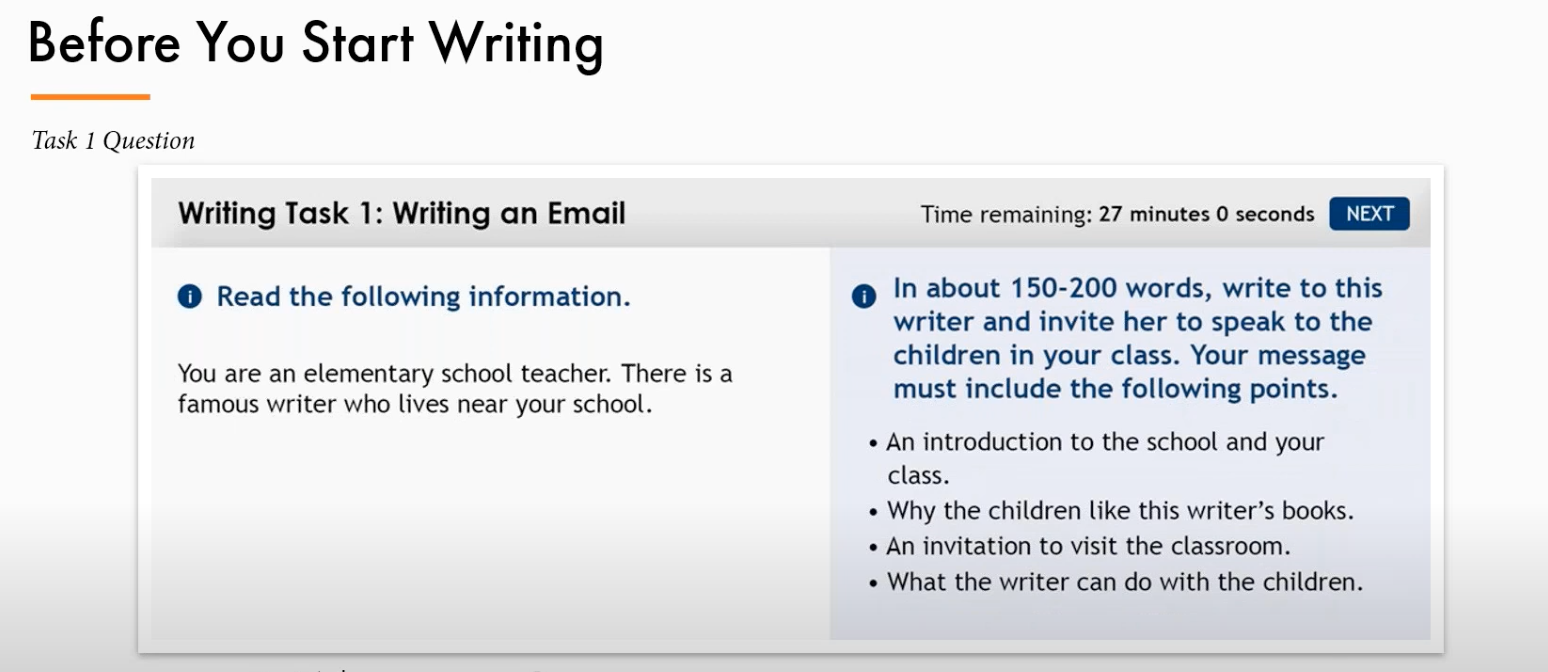 Before You Start Writing
Task 1 Question
Writing Task 1: Writing an Email
Time remaining: 27 minutes 0 seconds
NEXT
Read the following information.
You are an elementary school teacher. There is a
famous writer who lives near your school.
In about 150-200 words, write to this
writer and invite her to speak to the
children in your class. Your message
must include the following points.
• An introduction to the school and your
class.
• Why the children like this writer's books.
• An invitation to visit the classroom.
• What the writer can do with the children.